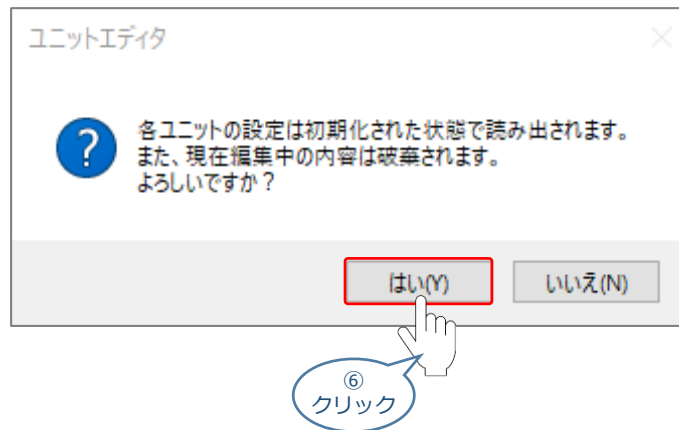 ユニットエディタ
各ユニットの設定は初期化された状態で読み出されます。
また、現在編集中の内容は破棄されます。
よろしいですか？
はい(Y)
いいえ(N)
⑥
クリック